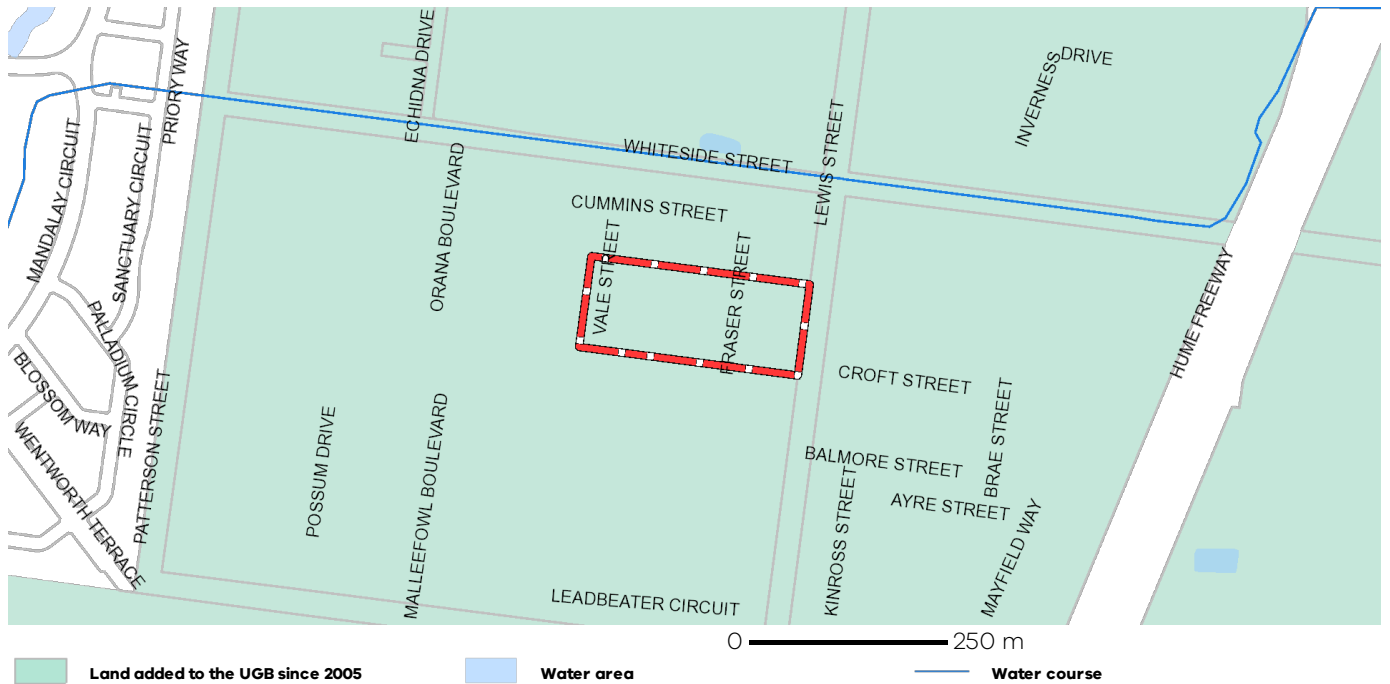 DRIVE
INVERNESS
ECHIDNA DRIVE
PRIORY WAY
MANDALAY CIRCUIT
SANCTUARY CIRCUIT
WHITESIDE STREET
LEWIS STREET
ORANA BOULEVARD
CUMMINS STREET
VALE STREET
FRASER STREET
HUME FREEWAY
PALLADIUM CIRCLE
BLOSSOM WAY
PATTERSON STREET
WENTWORTH TERRACE
POSSUM DRIVE
MALLEEFOWL BOULEVARD
CROFT STREET
BRAE STREET
BALMORE STREET
AYRE STREET
KINROSS STREET
MAYFIELD WAY
LEADBEATER CIRCUIT
0 250 m
Land added to the UGB since 2005
Water area
Water course